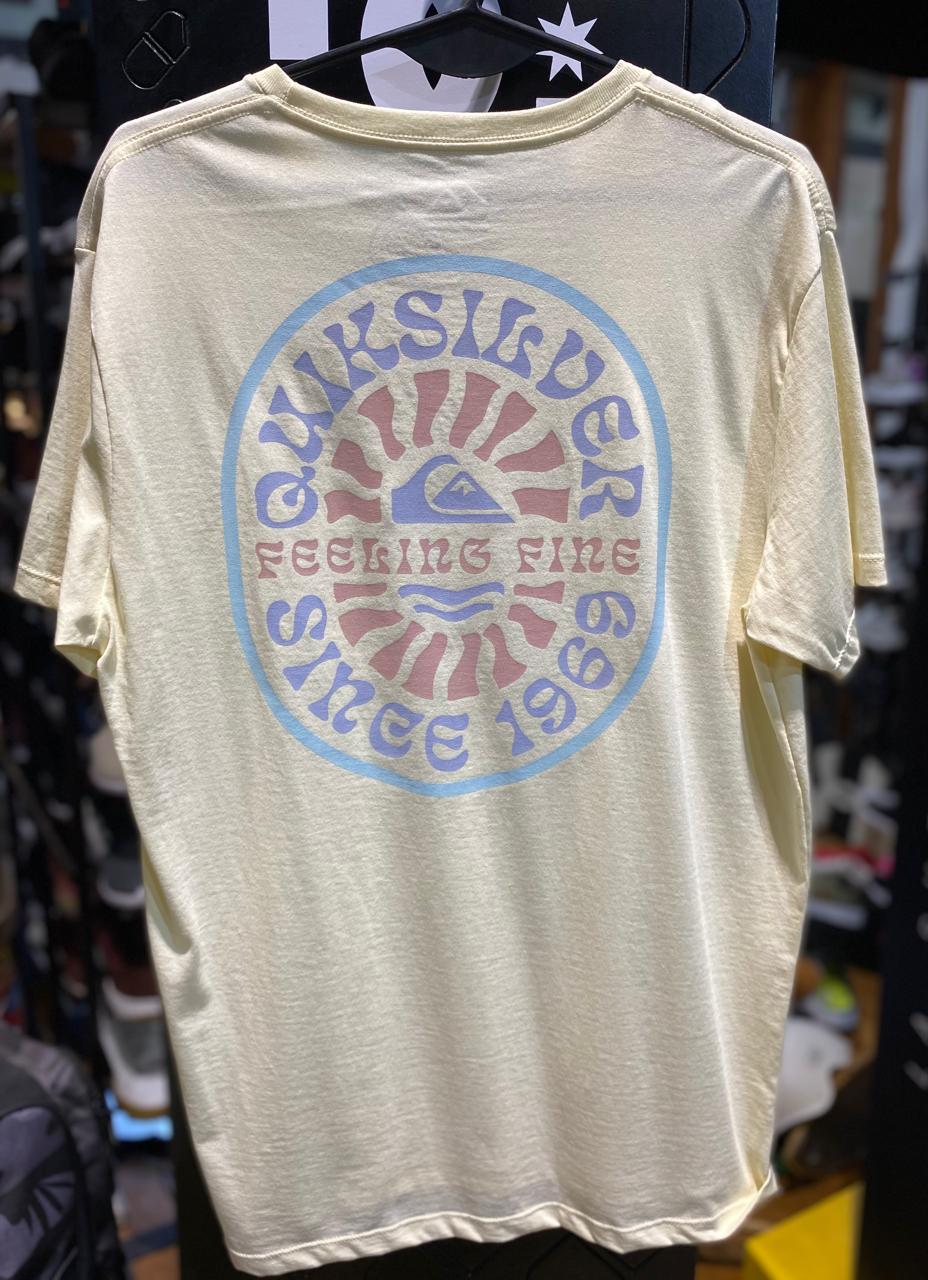 QUIKSILVER
FEELING FINE
SINCE 1969